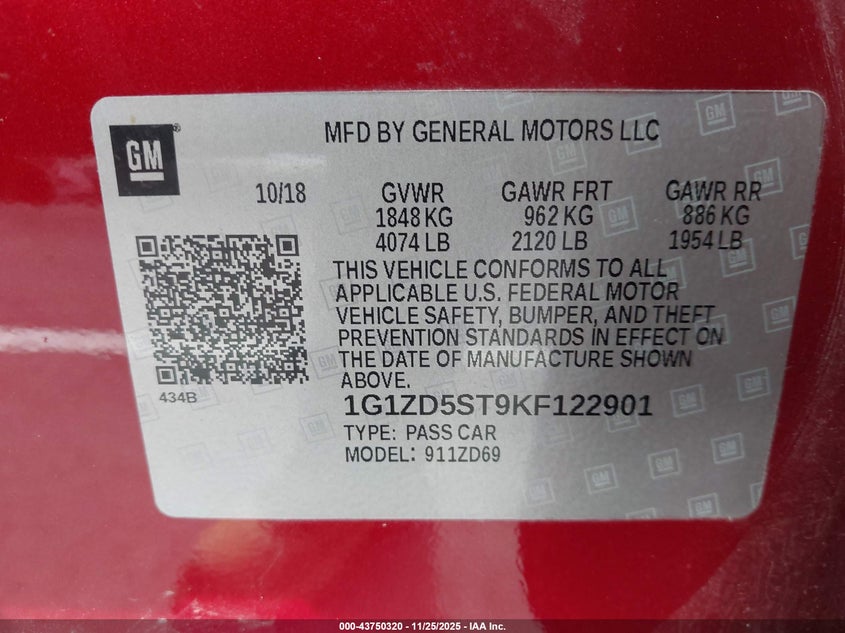 GM
MFD BY GENERAL MOTORS LLC
10/18 GVWR GAWR FRT GAWR RR
1848 KG 962 KG 886 KG
4074 LB 2120 LB 1954 LB
THIS VEHICLE CONFORMS TO ALL
APPLICABLE U.S. FEDERAL MOTOR
VEHICLE SAFETY, BUMPER, AND THEFT
PREVENTION STANDARDS IN EFFECT ON
THE DATE OF MANUFACTURE SHOWN
ABOVE.
434B
1G1ZD5ST9KF122901
TYPE: PASS CAR
MODEL: 911ZD69
000-43750320 - 11/25/2025 - IAA Inc.